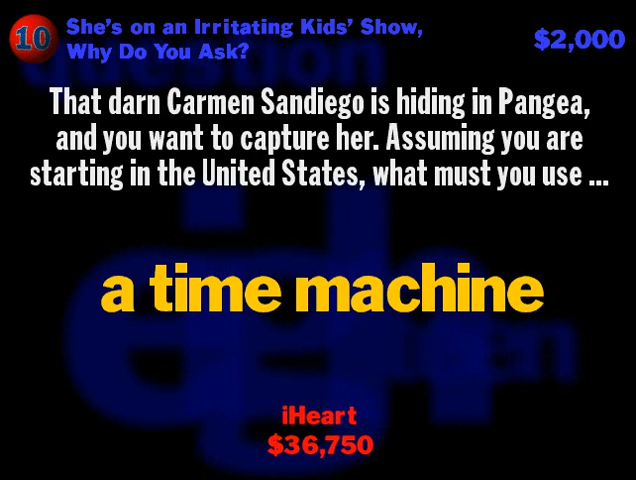 10
She's on an Irritating Kids' Show,
Why Do You Ask?
$2,000
question
That darn Carmen Sandiego is hiding in Pangea,
and you want to capture her. Assuming you are
starting in the United States, what must you use ...
a time machine
iHeart
$36,750